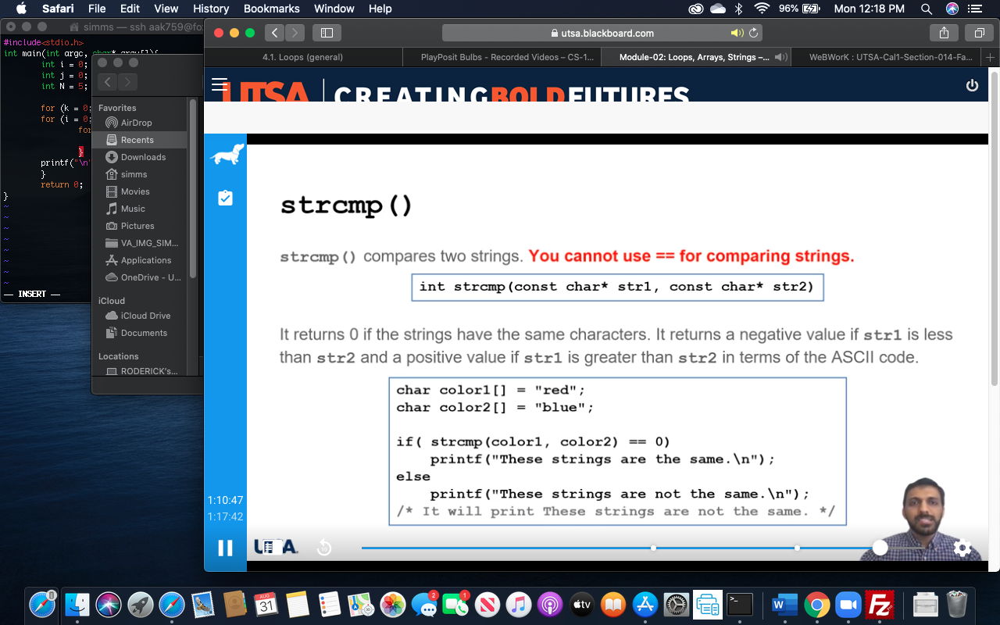 Safari File Edit View History Bookmarks Window Help 96% Mon 12:18 PM
simms — ssh aak759@fo
#include<stdio.h>
int main(int argc, char* argv[]){
int i = 0;
int j = 0;
int N = 5;
for (k = 0;
for (i = 0;
for
}
printf("\n"
}
return 0;
}
~
~
~
~
~
~
~
~
-- INSERT --
Favorites
AirDrop
Recents
Downloads
simms
Movies
Music
Pictures
VA_IMG_SIM...
Applications
OneDrive - U...
iCloud
iCloud Drive
Documents
Locations
RODERICK's...
utsa.blackboard.com
4.1. Loops (general)
PlayPosit Bulbs - Recorded Videos – CS-1...
Module-02: Loops, Arrays, Strings –...
WeBWorK : UTSA-Cal1-Section-014-Fa...
UTSA CREATINGBOLDFUTURES
strcmp()
strcmp() compares two strings. You cannot use == for comparing strings.
int strcmp(const char* str1, const char* str2)
It returns 0 if the strings have the same characters. It returns a negative value if str1 is less
than str2 and a positive value if str1 is greater than str2 in terms of the ASCII code.
char color1[] = "red";
char color2[] = "blue";
if( strcmp(color1, color2) == 0)
printf("These strings are the same.\n");
else
printf("These strings are not the same.\n");
/* It will print These strings are not the same. */
1:10:47
1:17:42
UTSA.
10
AUG
31
2
1
tv
W
Fz